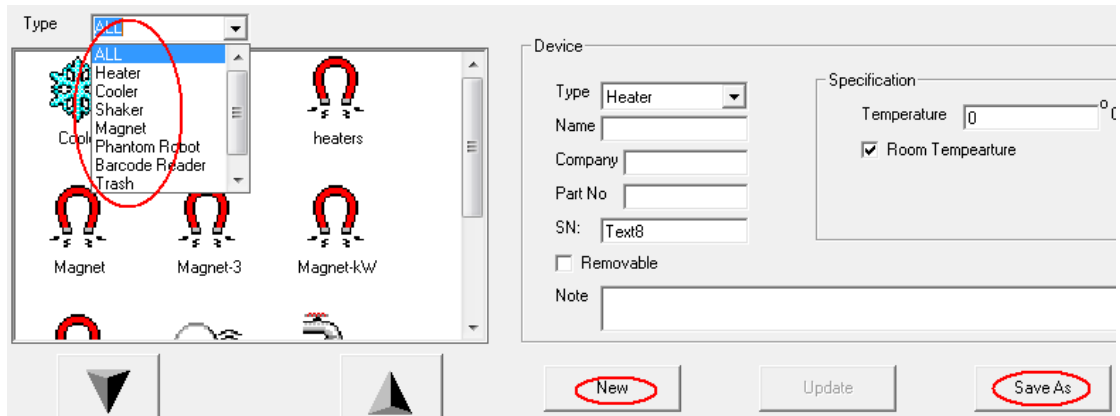 Type ALL
ALL
Heater
Cooler
Shaker
Magnet
Phantom Robot
Barcode Reader
Trash
heaters
Magnet
Magnet-3
Magnet-kW
Device
Type Heater
Name
Company
Part No
SN: Text8
Removable
Note
Specification
Temperature 0 °C
Room Tempearture
New
Update
Save As